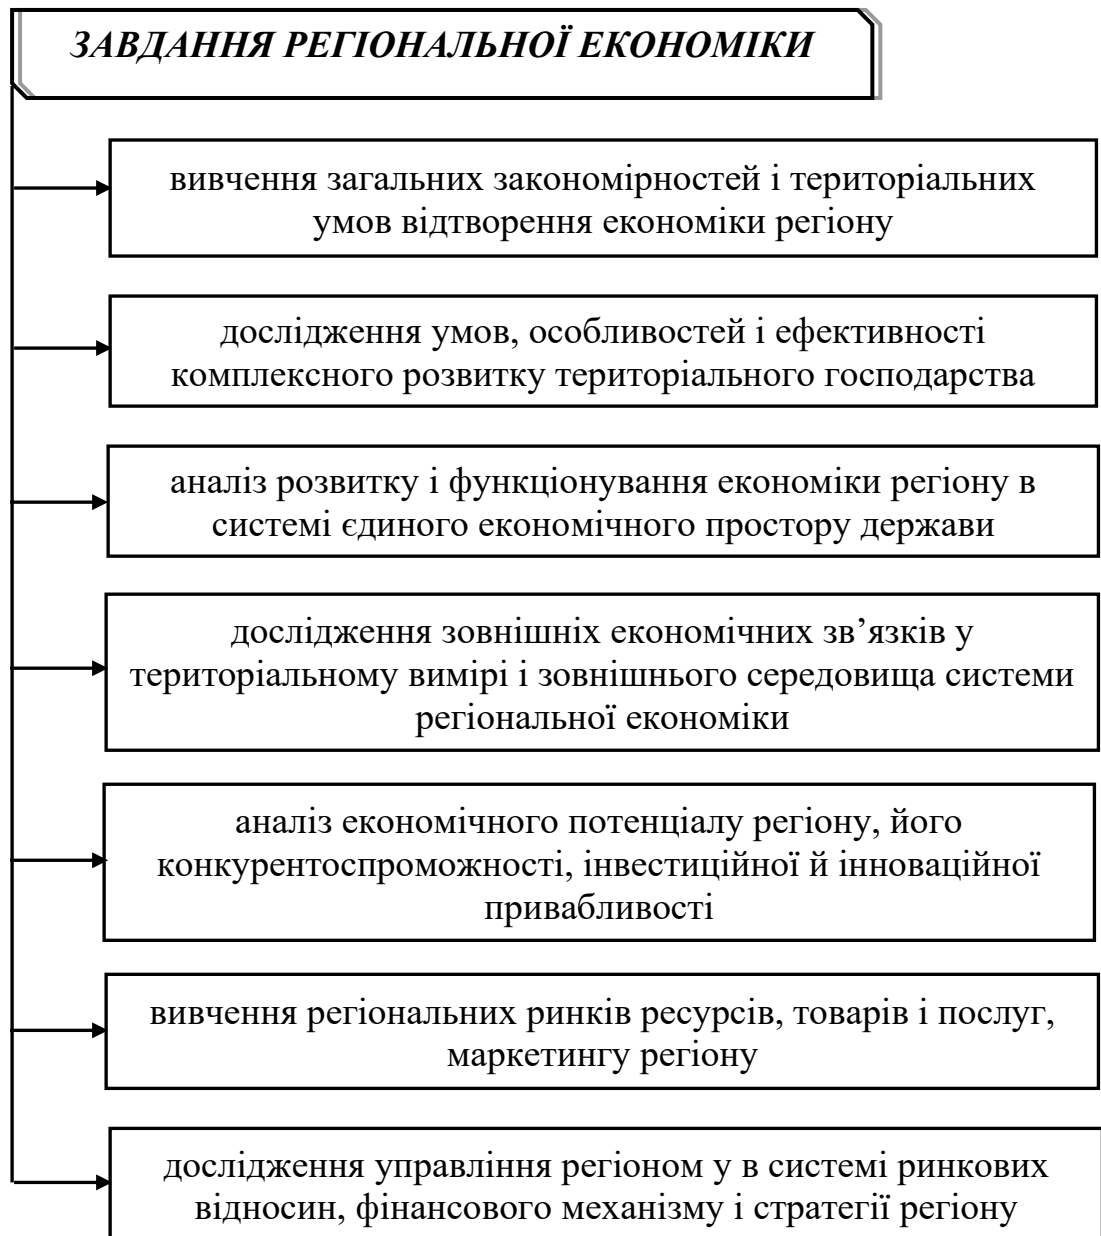 ЗАВДАННЯ РЕГІОНАЛЬНОЇ ЕКОНОМІКИ
вивчення загальних закономірностей і територіальних
умов відтворення економіки регіону
дослідження умов, особливостей і ефективності
комплексного розвитку територіального господарства
аналіз розвитку і функціонування економіки регіону в
системі єдиного економічного простору держави
дослідження зовнішніх економічних зв’язків у
територіальному вимірі і зовнішнього середовища системи
регіональної економіки
аналіз економічного потенціалу регіону, його
конкурентоспроможності, інвестиційної й інноваційної
привабливості
вивчення регіональних ринків ресурсів, товарів і послуг,
маркетингу регіону
дослідження управління регіоном у в системі ринкових
відносин, фінансового механізму і стратегії регіону